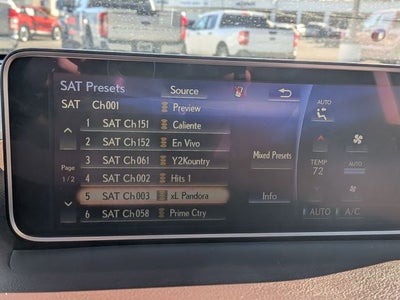 SAT Presets Source
SAT Ch001 Preview
1 SAT Ch151 Caliente
2 SAT Ch152 En Vivo
3 SAT Ch061 Y2Kountry
4 SAT Ch002 Hits 1
5 SAT Ch003 xL Pandora
6 SAT Ch058 Prime Ctry
Page
1/2
Mixed Presets
Info
AUTO
TEMP
72
AUTO
AUTO
A/C